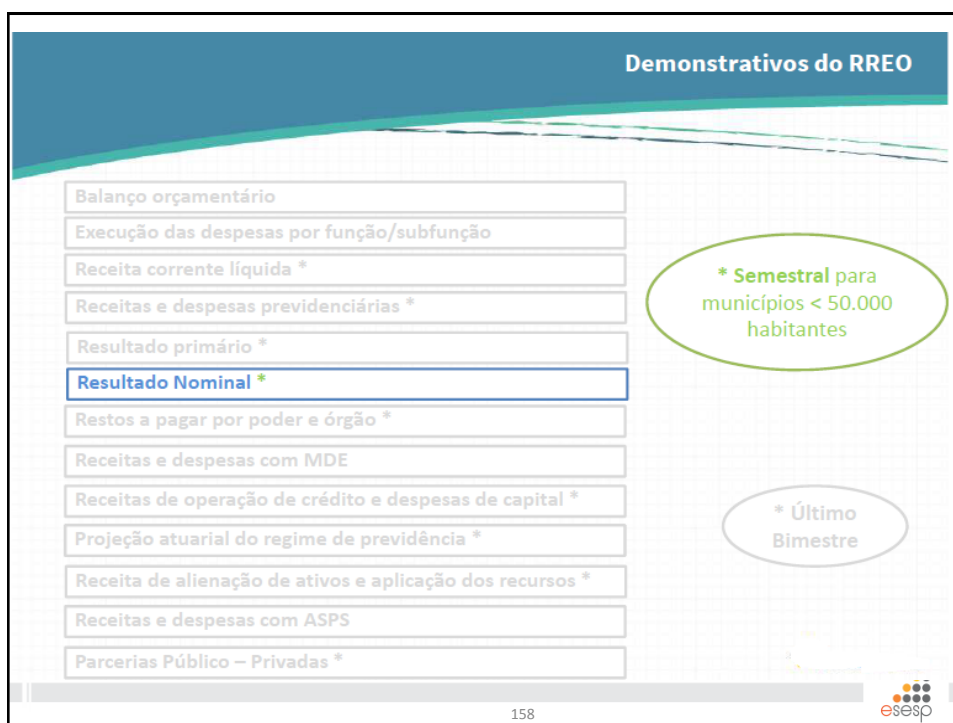 Demonstrativos do RREO
Balanço orçamentário
Execução das despesas por função/subfunção
Receita corrente líquida *
Receitas e despesas previdenciárias *
Resultado primário *
Resultado Nominal *
Restos a pagar por poder e órgão *
Receitas e despesas com MDE
Receitas de operação de crédito e despesas de capital *
Projeção atuarial do regime de previdência *
Receita de alienação de ativos e aplicação dos recursos *
Receitas e despesas com ASPS
Parcerias Público – Privadas *
* Semestral para
municípios < 50.000
habitantes
* Último
Bimestre
158
esesp